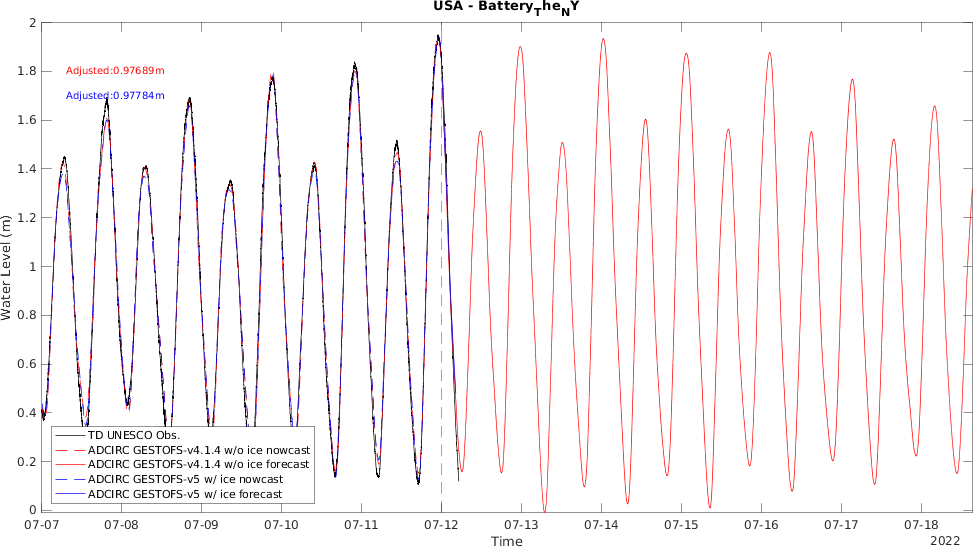 USA - BatteryTheNY
2
1.8
1.6
1.4
1.2
1
0.8
0.6
0.4
0.2
0
Water Level (m)
Adjusted:0.97689m
Adjusted:0.97784m
TD UNESCO Obs.
ADCIRC GESTOFS-v4.1.4 w/o ice nowcast
ADCIRC GESTOFS-v4.1.4 w/o ice forecast
ADCIRC GESTOFS-v5 w/ ice nowcast
ADCIRC GESTOFS-v5 w/ ice forecast
07-07 07-08 07-09 07-10 07-11 07-12 07-13 07-14 07-15 07-16 07-17 07-18
Time
2022